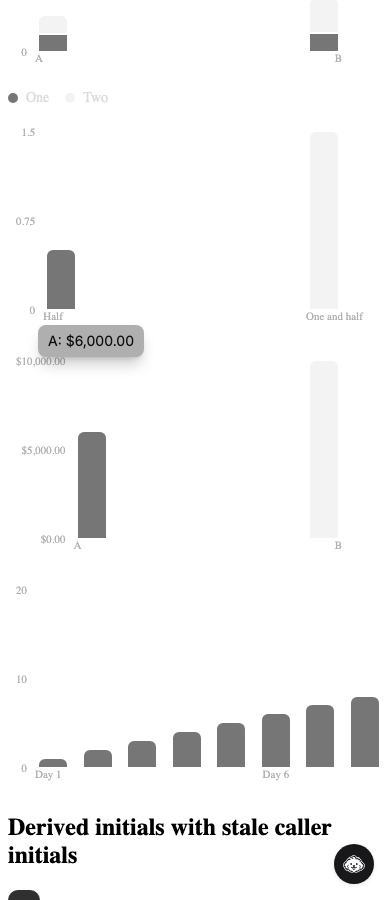 0
A
B
One
Two
1.5
0.75
0
Half
One and half
A: $6,000.00
$10,000.00
$5,000.00
$0.00
A
B
20
10
0
Day 1
Day 6
Derived initials with stale caller
initials